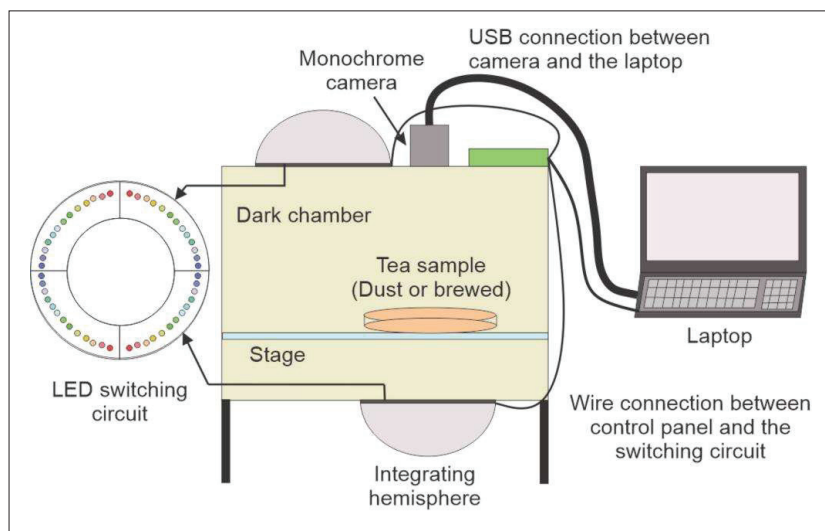 USB connection between
camera and the laptop
Monochrome
camera
Dark chamber
Tea sample
(Dust or brewed)
Laptop
Stage
LED switching
circuit
Wire connection between
control panel and the
switching circuit
Integrating
hemisphere